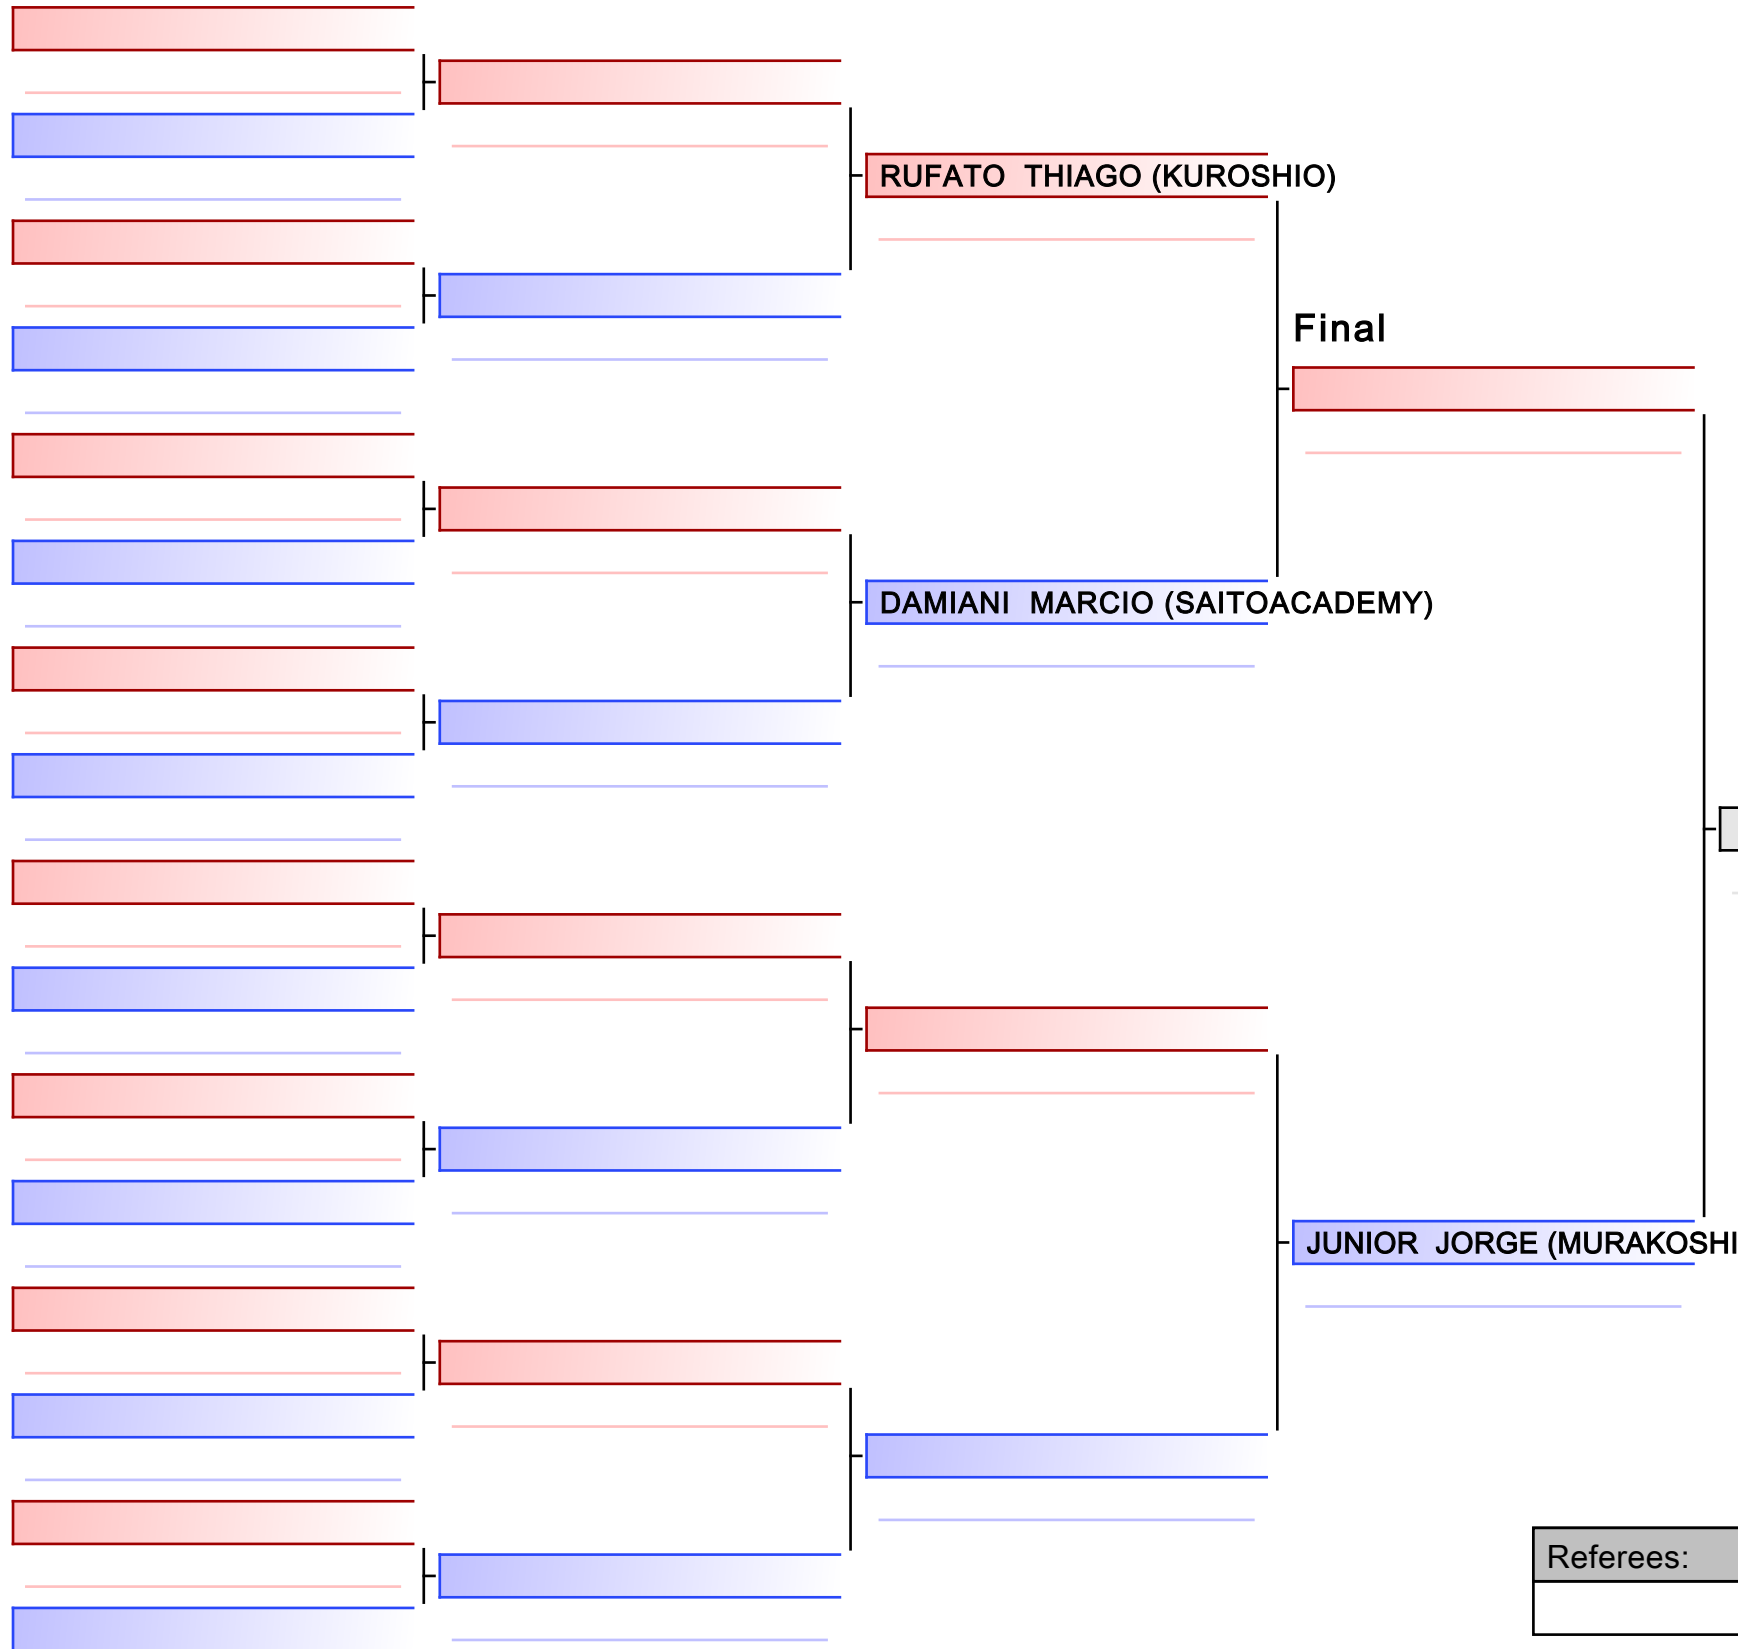 RUFATO THIAGO (KUROSHIO)
Final
DAMIANI MARCIO (SAITOACADEMY)
JUNIOR JORGE (MURAKOSHI
Referees: